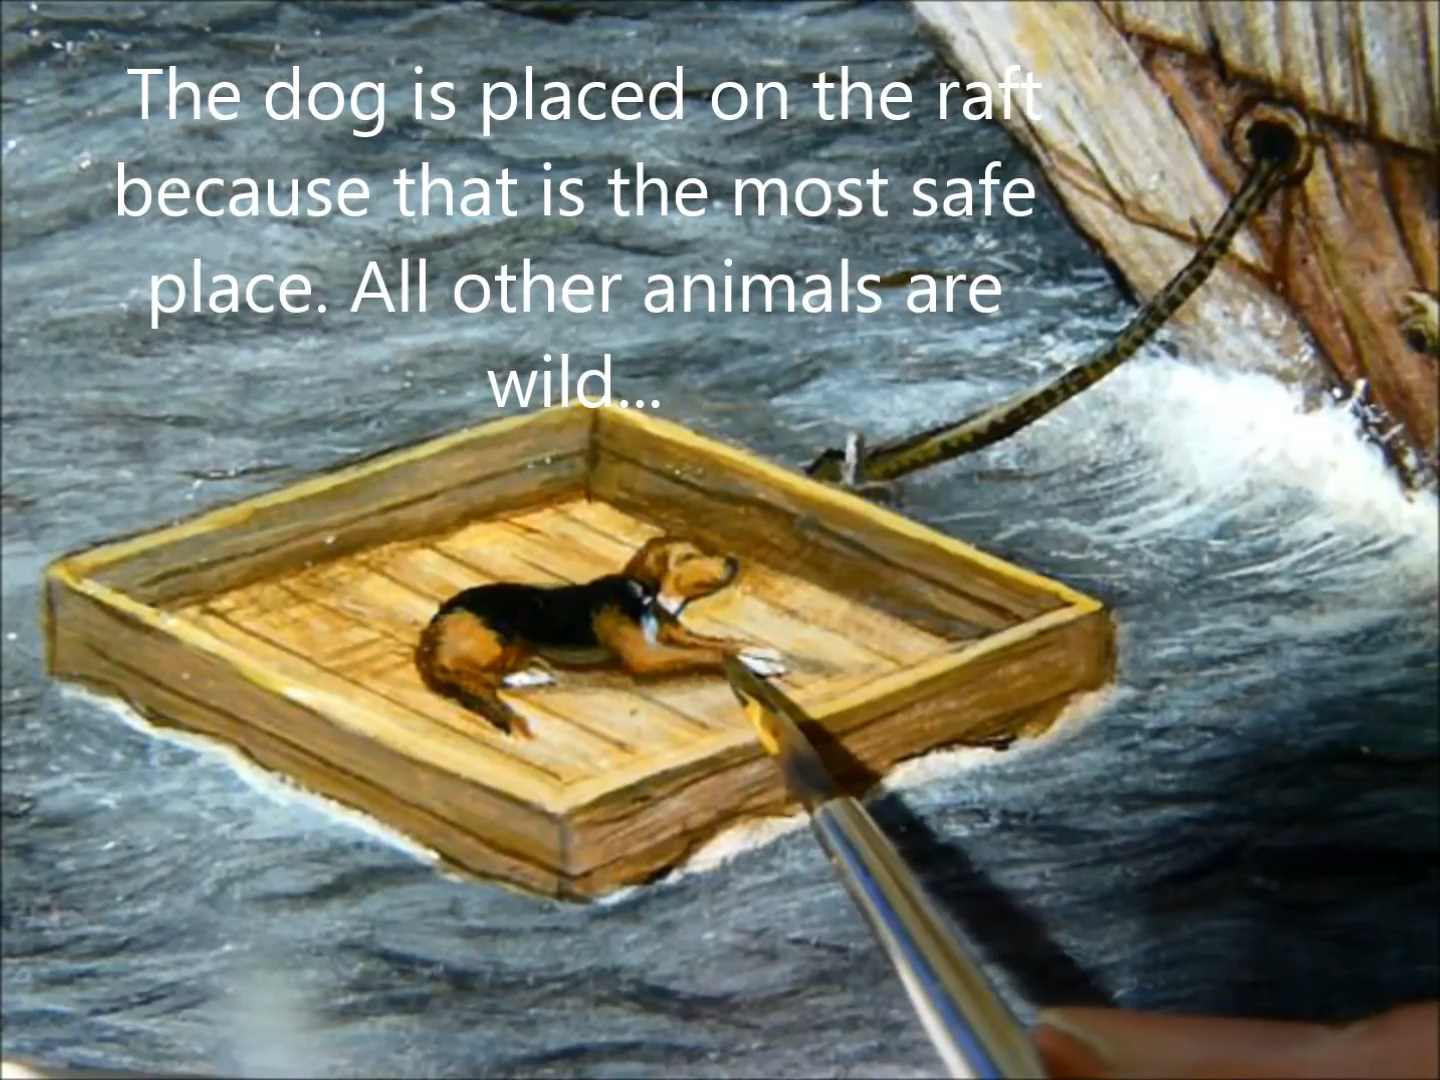 The dog is placed on the raft
because that is the most safe
place. All other animals are
wild...